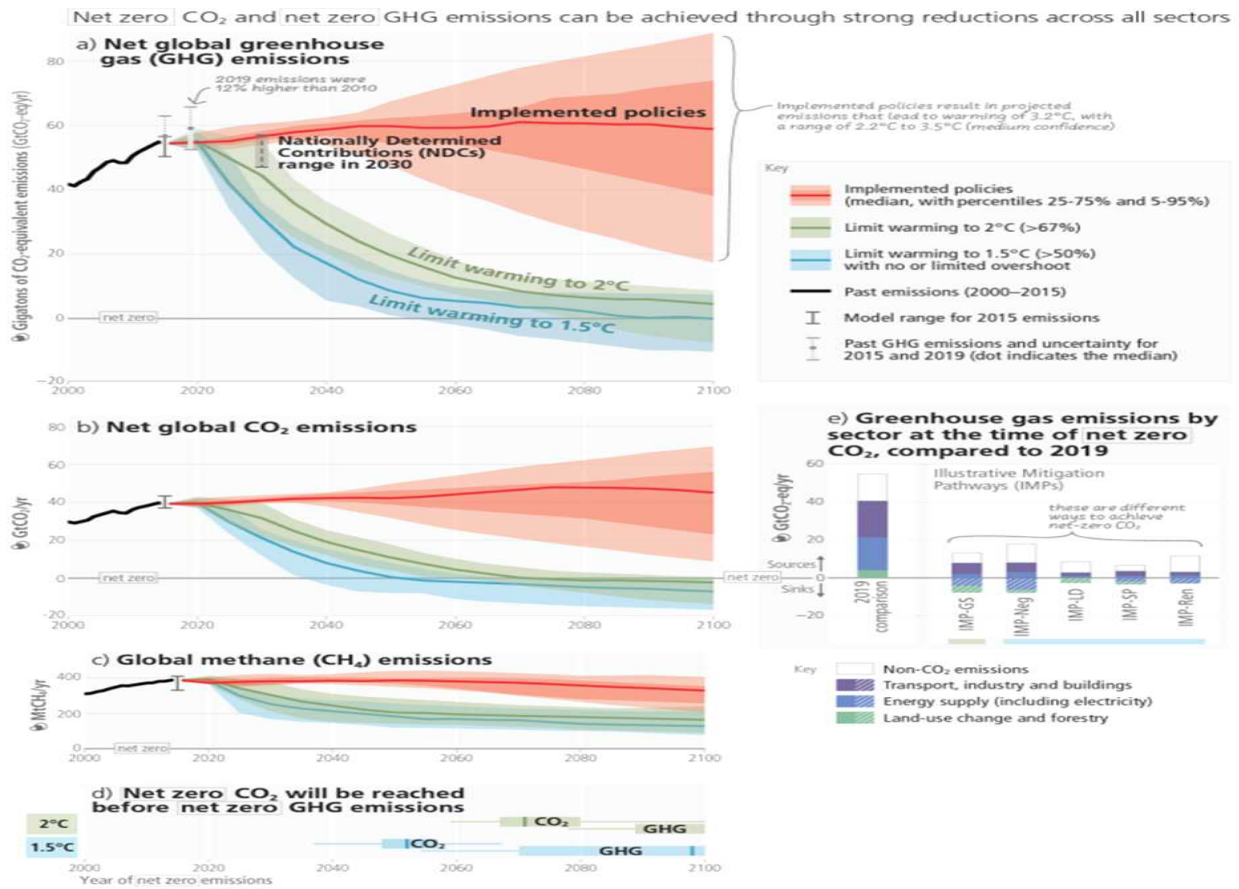 Net zero CO₂ and net zero GHG emissions can be achieved through strong reductions across all sectors
a) Net global greenhouse
gas (GHG) emissions
2019 emissions were
12% higher than 2010
Gigatons of CO₂-equivalent emissions (GtCO₂-eq/yr)
80
60
40
20
0
−20
net zero
Implemented policies
Nationally Determined
Contributions (NDCs)
range in 2030
Limit warming to 2°C
Limit warming to 1.5°C
2000
2020
2040
2060
2080
2100
Implemented policies result in projected
emissions that lead to warming of 3.2°C, with
a range of 2.2°C to 3.5°C (medium confidence)
Key
Implemented policies
(median, with percentiles 25-75% and 5-95%)
Limit warming to 2°C (>67%)
Limit warming to 1.5°C (>50%)
with no or limited overshoot
Past emissions (2000–2015)
Model range for 2015 emissions
Past GHG emissions and uncertainty for
2015 and 2019 (dot indicates the median)
b) Net global CO₂ emissions
GtCO₂/yr
80
60
40
20
0
-20
net zero
net zero
2000
2020
2040
2060
2080
2100
c) Global methane (CH₄) emissions
MtCH₄/yr
400
200
0
net zero
2000
2020
2040
2060
2080
2100
d) Net zero CO₂ will be reached
before net zero GHG emissions
2°C
CO₂
GHG
1.5°C
CO₂
GHG
2000
2020
2040
2060
2080
2100
Year of net zero emissions
e) Greenhouse gas emissions by
sector at the time of net zero
CO₂, compared to 2019
GtCO₂-eq/yr
60
40
20
0
−20
Sources
Sinks
Illustrative Mitigation
Pathways (IMPs)
these are different
ways to achieve
net-zero CO₂
2019
comparison
IMP-GS
IMP-Neg
IMP-LD
IMP-SP
IMP-Ren
Key
Non-CO₂ emissions
Transport, industry and buildings
Energy supply (including electricity)
Land-use change and forestry